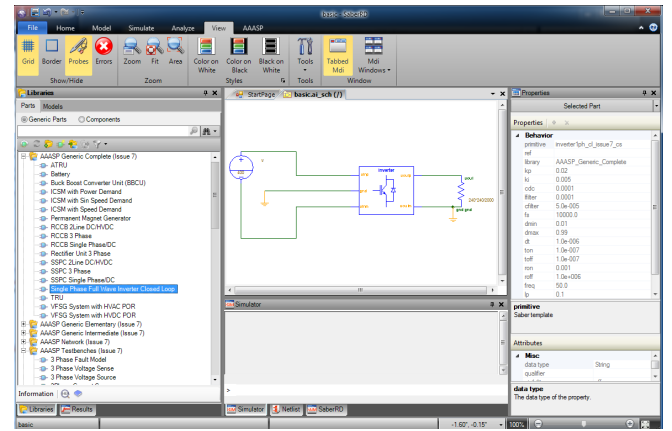 basic - SaberRD
File Home Model Simulate Analyze View AAASP
Grid Border Probes Errors Zoom Fit Area Color on White Color on Black Black on White Tools Tabbed Mdi Mdi Windows
Show/Hide Zoom Styles Tools Window
Libraries
Parts Models
Generic Parts Components
AAASP Generic Complete (Issue 7)
ATRU
Battery
Buck Boost Converter Unit (BBCU)
ICSM with Power Demand
ICSM with Sin Speed Demand
ICSM with Speed Demand
Permanent Magnet Generator
RCCB 2Line DC/HVDC
RCCB 3 Phase
RCCB Single Phase/DC
Rectifier Unit 3 Phase
SSPC 2Line DC/HVDC
SSPC 3 Phase
SSPC Single Phase/DC
Single Phase Full Wave Inverter Closed Loop
TRU
VFSG System with HVAC POR
VFSG System with HVDC POR
AAASP Generic Elementary (Issue 7)
AAASP Generic Intermediate (Issue 7)
AAASP Network (Issue 7)
AAASP Testbenches (Issue 7)
3 Phase Fault Model
3 Phase Voltage Sense
3 Phase Voltage Source
Information
Libraries Results
StartPage basic.ai_sch (/)
v
inverter
gnd
gnd gnd
Simulator
>
Simulator Netlist SaberRD
Properties
Selected Part
Properties
Behavior
primitive inverter1ph_cl_issue7_cs
ref
library AAASP_Generic_Complete
kp 0.02
ki 0.005
cdc 0.0001
lfilter 0.0001
cfilter 5.0e-005
fs 10000.0
dmin 0.01
dmax 0.99
dt 1.0e-006
ton 1.0e-007
toff 1.0e-007
ron 0.001
roff 1.0e+006
freq 50.0
lp 0.1
primitive
Saber template
Attributes
Misc
data type String
qualifier
data type
The data type of the property.
basic -1.60", -0.15" 100%